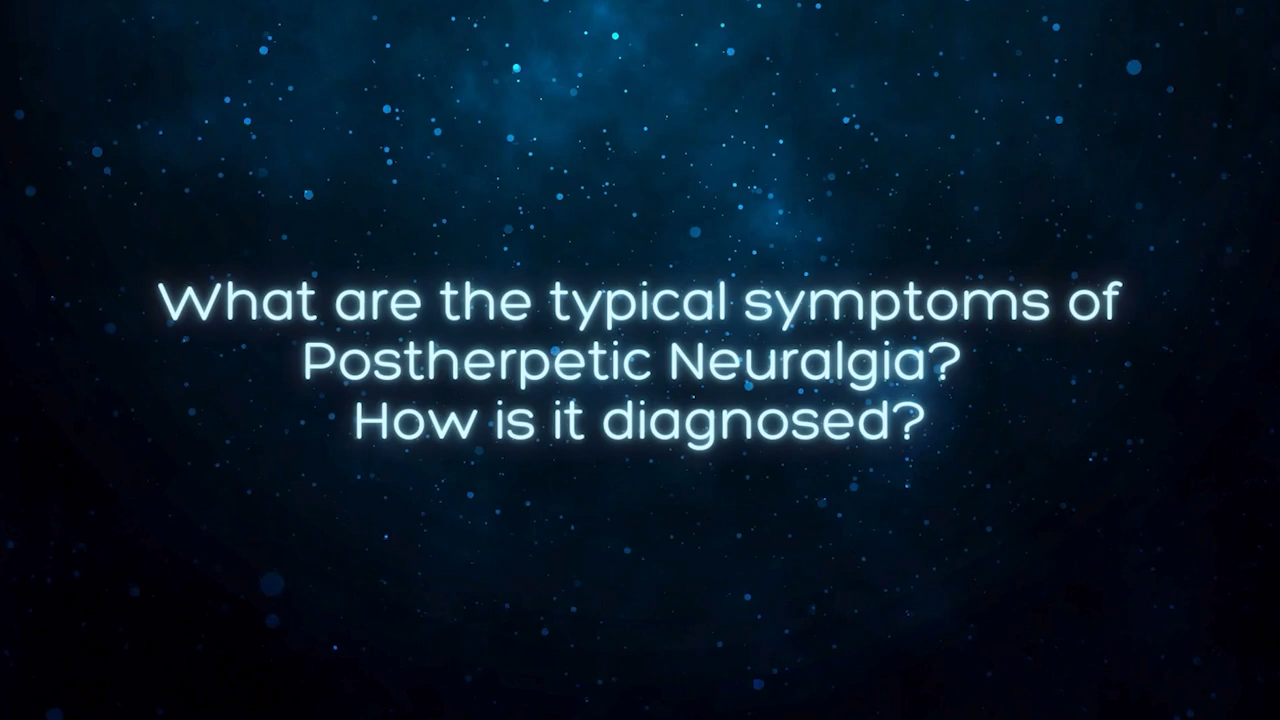 What are the typical symptoms of
Postherpetic Neuralgia?
How is it diagnosed?